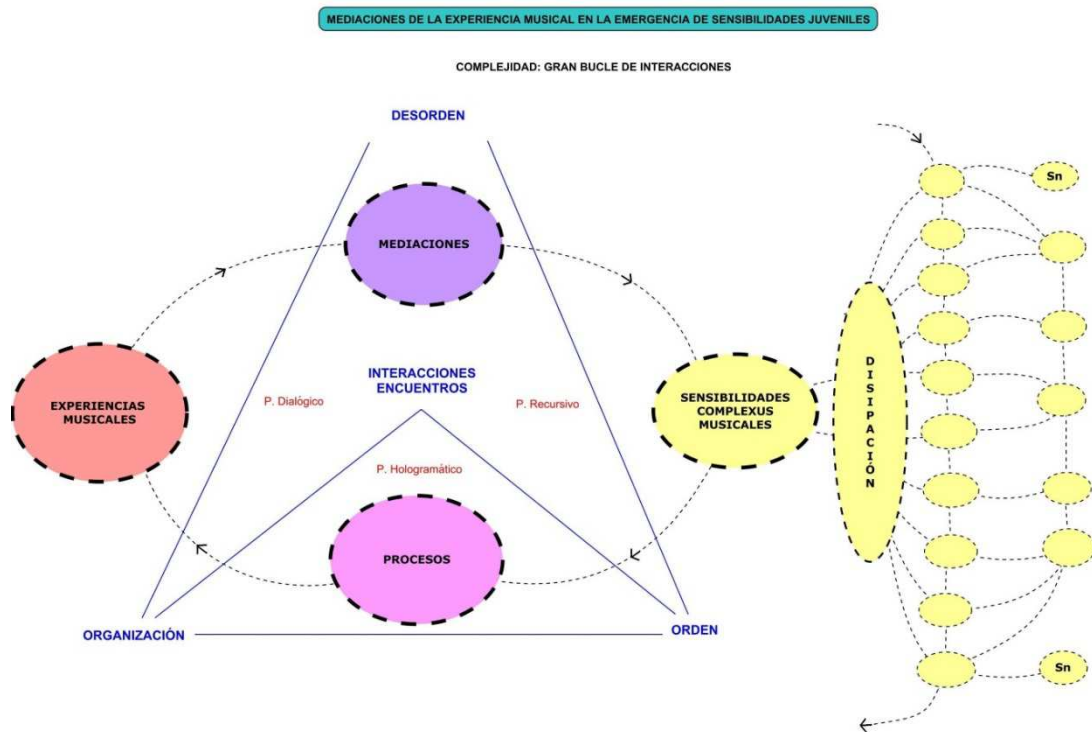 MEDIACIONES DE LA EXPERIENCIA MUSICAL EN LA EMERGENCIA DE SENSIBILIDADES JUVENILES
COMPLEJIDAD: GRAN BUCLE DE INTERACCIONES
DESORDEN
MEDIACIONES
INTERACCIONES
ENCUENTROS
P. Dialógico
P. Recursivo
EXPERIENCIAS
MUSICALES
SENSIBILIDADES
COMPLEXUS
MUSICALES
P. Hologramático
PROCESOS
ORGANIZACIÓN
ORDEN
DISIPACIÓN
Sn
Sn